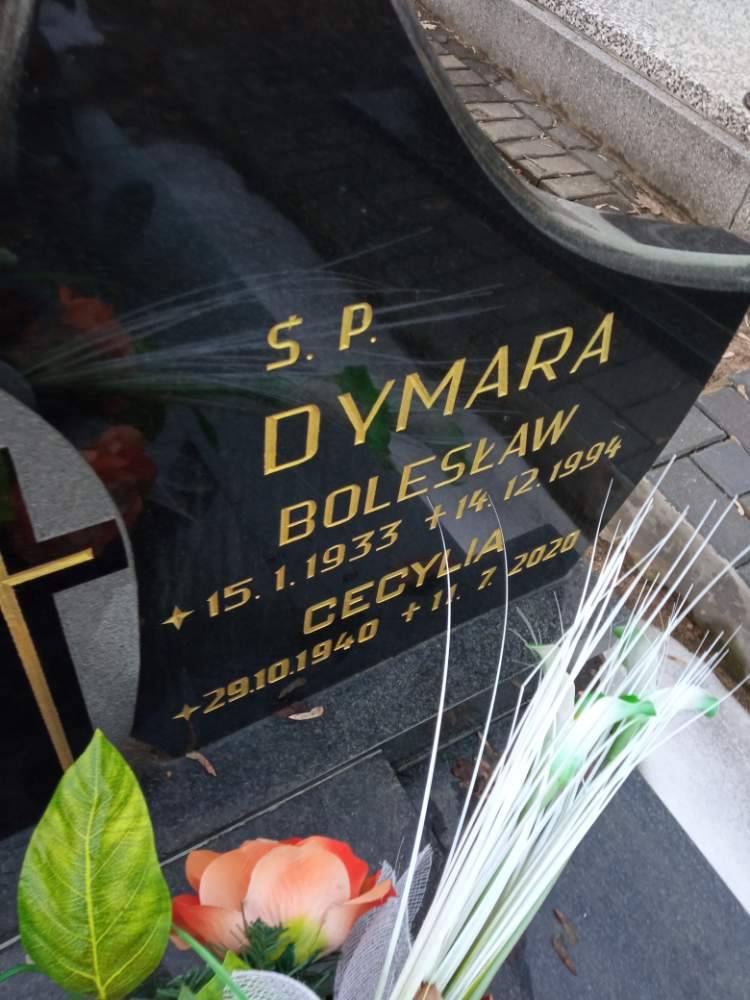 Ś. P.
DYMARA
BOLESŁAW
15. 1. 1933 + 14. 12. 1994
CECYLIA
29.10.1940 + 11. 7. 2020